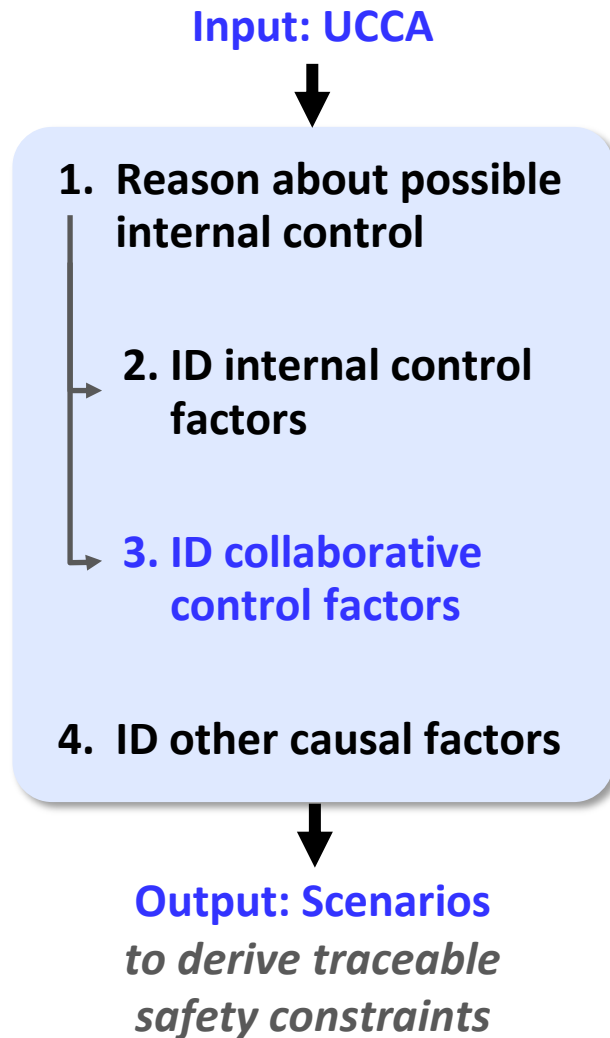 Input: UCCA
1. Reason about possible
internal control
2. ID internal control
factors
3. ID collaborative
control factors
4. ID other causal factors
Output: Scenarios
to derive traceable
safety constraints